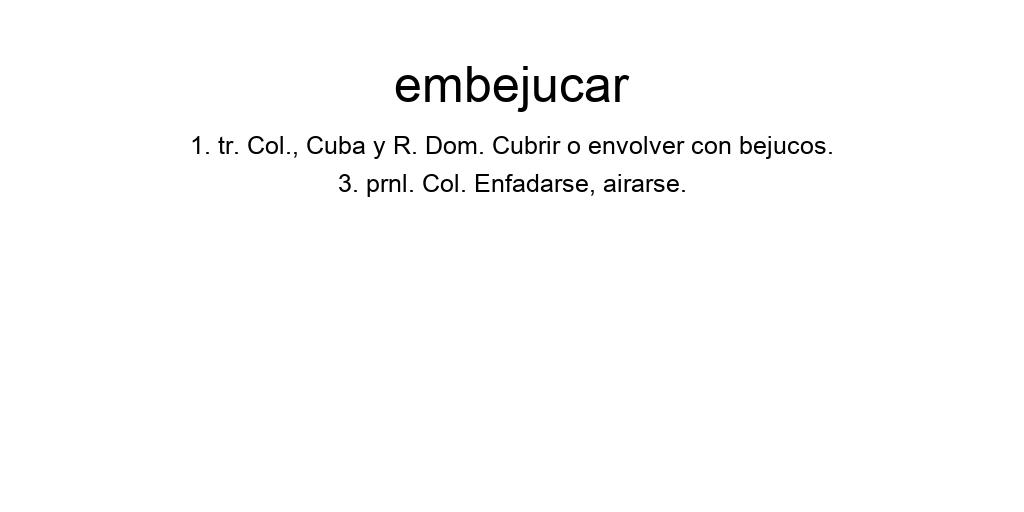 embejucar
1. tr. Col., Cuba y R. Dom. Cubrir o envolver con bejucos.
3. prnl. Col. Enfadarse, airarse.